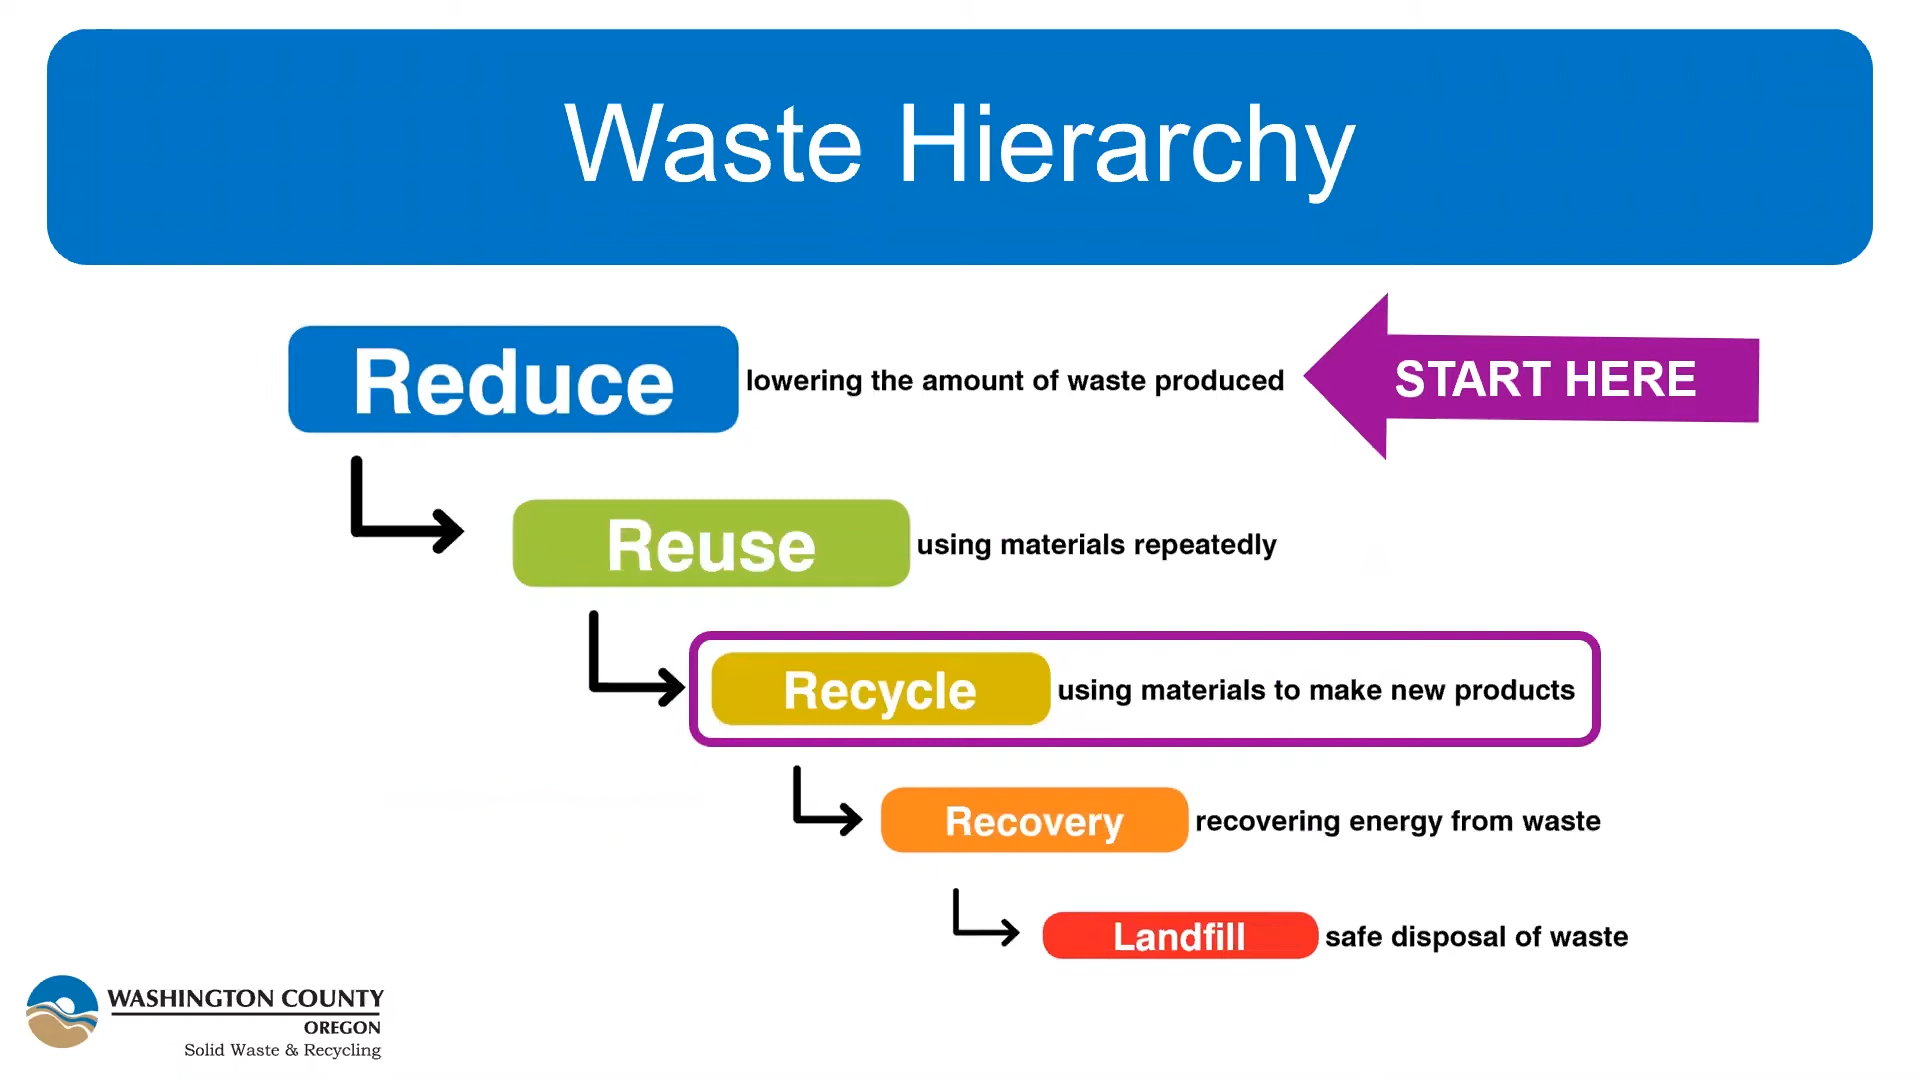 Waste Hierarchy
Reduce lowering the amount of waste produced START HERE
Reuse using materials repeatedly
Recycle using materials to make new products
Recovery recovering energy from waste
Landfill safe disposal of waste
WASHINGTON COUNTY
OREGON
Solid Waste & Recycling